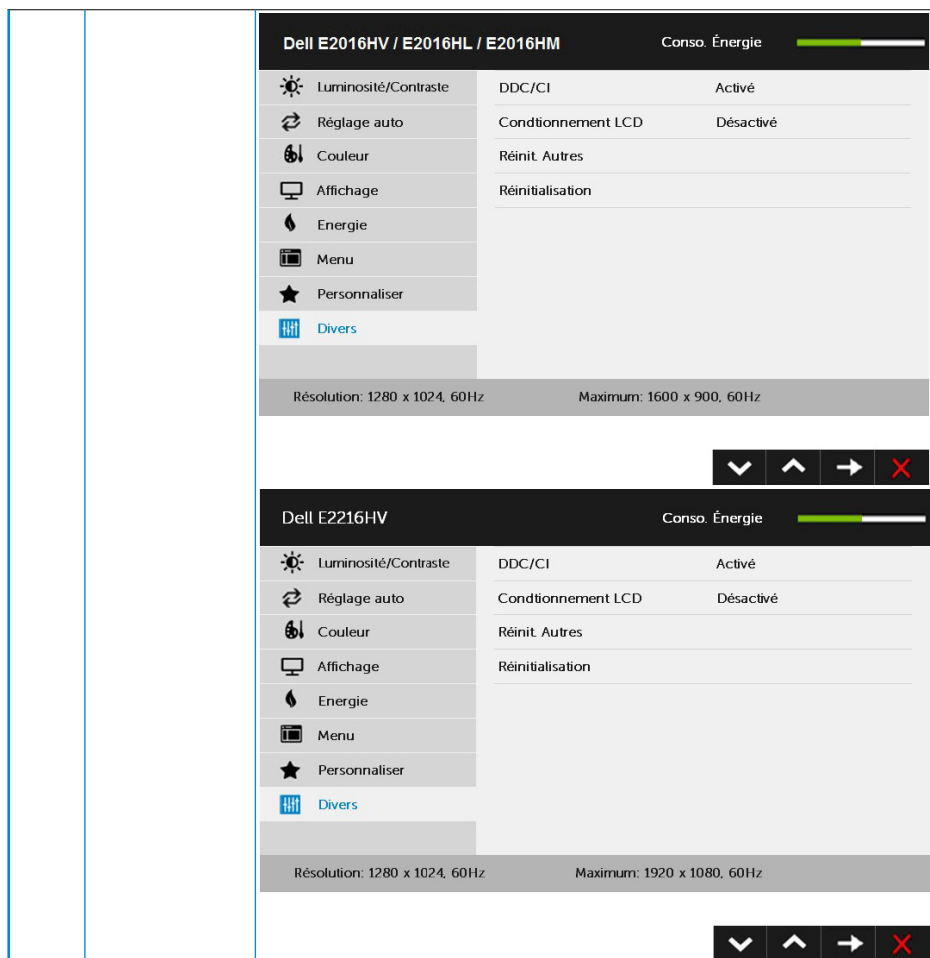 Dell E2016HV / E2016HL / E2016HM Conso. Énergie
Luminosité/Contraste DDC/CI Activé
Réglage auto Condtionnement LCD Désactivé
Couleur Réinit. Autres
Affichage Réinitialisation
Energie
Menu
Personnaliser
Divers
Résolution: 1280 x 1024, 60Hz Maximum: 1600 x 900, 60Hz
Dell E2216HV Conso. Énergie
Luminosité/Contraste DDC/CI Activé
Réglage auto Condtionnement LCD Désactivé
Couleur Réinit. Autres
Affichage Réinitialisation
Energie
Menu
Personnaliser
Divers
Résolution: 1280 x 1024, 60Hz Maximum: 1920 x 1080, 60Hz